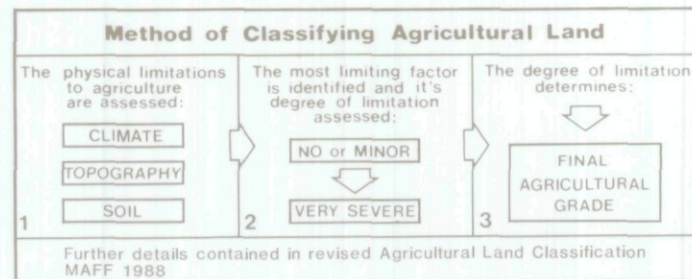 Method of Classifying Agricultural Land
The physical limitations
to agriculture
are assessed:
CLIMATE
TOPOGRAPHY
SOIL
1
The most limiting factor
is identified and it's
degree of limitation
assessed:
NO or MINOR
VERY SEVERE
2
The degree of limitation
determines:
FINAL
AGRICULTURAL
GRADE
3
Further details contained in revised Agricultural Land Classification
MAFF 1988